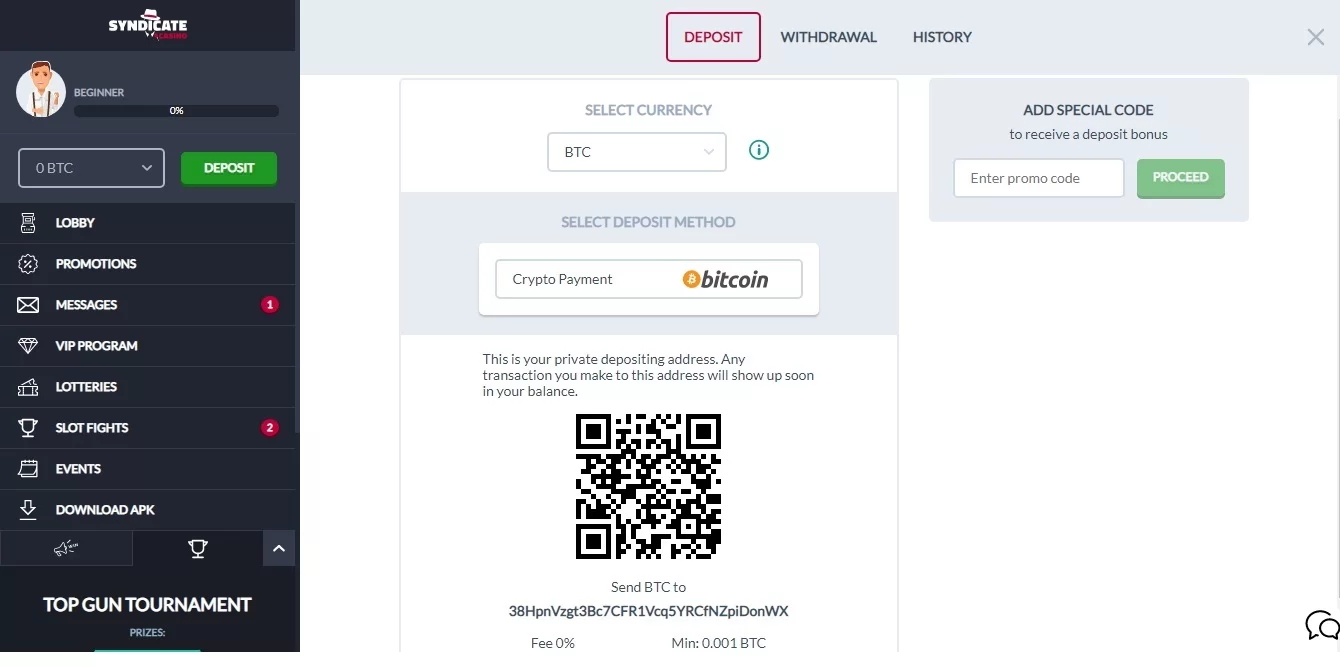 SYNDICATE
CASINO
BEGINNER
0%
0 BTC
DEPOSIT
LOBBY
PROMOTIONS
MESSAGES 1
VIP PROGRAM
LOTTERIES
SLOT FIGHTS 2
EVENTS
DOWNLOAD APK
TOP GUN TOURNAMENT
PRIZES:
DEPOSIT WITHDRAWAL HISTORY
SELECT CURRENCY
BTC
SELECT DEPOSIT METHOD
Crypto Payment bitcoin
This is your private depositing address. Any
transaction you make to this address will show up soon
in your balance.
Send BTC to
38HpnVzgt3Bc7CFR1Vcq5YRCfNZpiDonWX
Fee 0% Min: 0.001 BTC
ADD SPECIAL CODE
to receive a deposit bonus
Enter promo code PROCEED